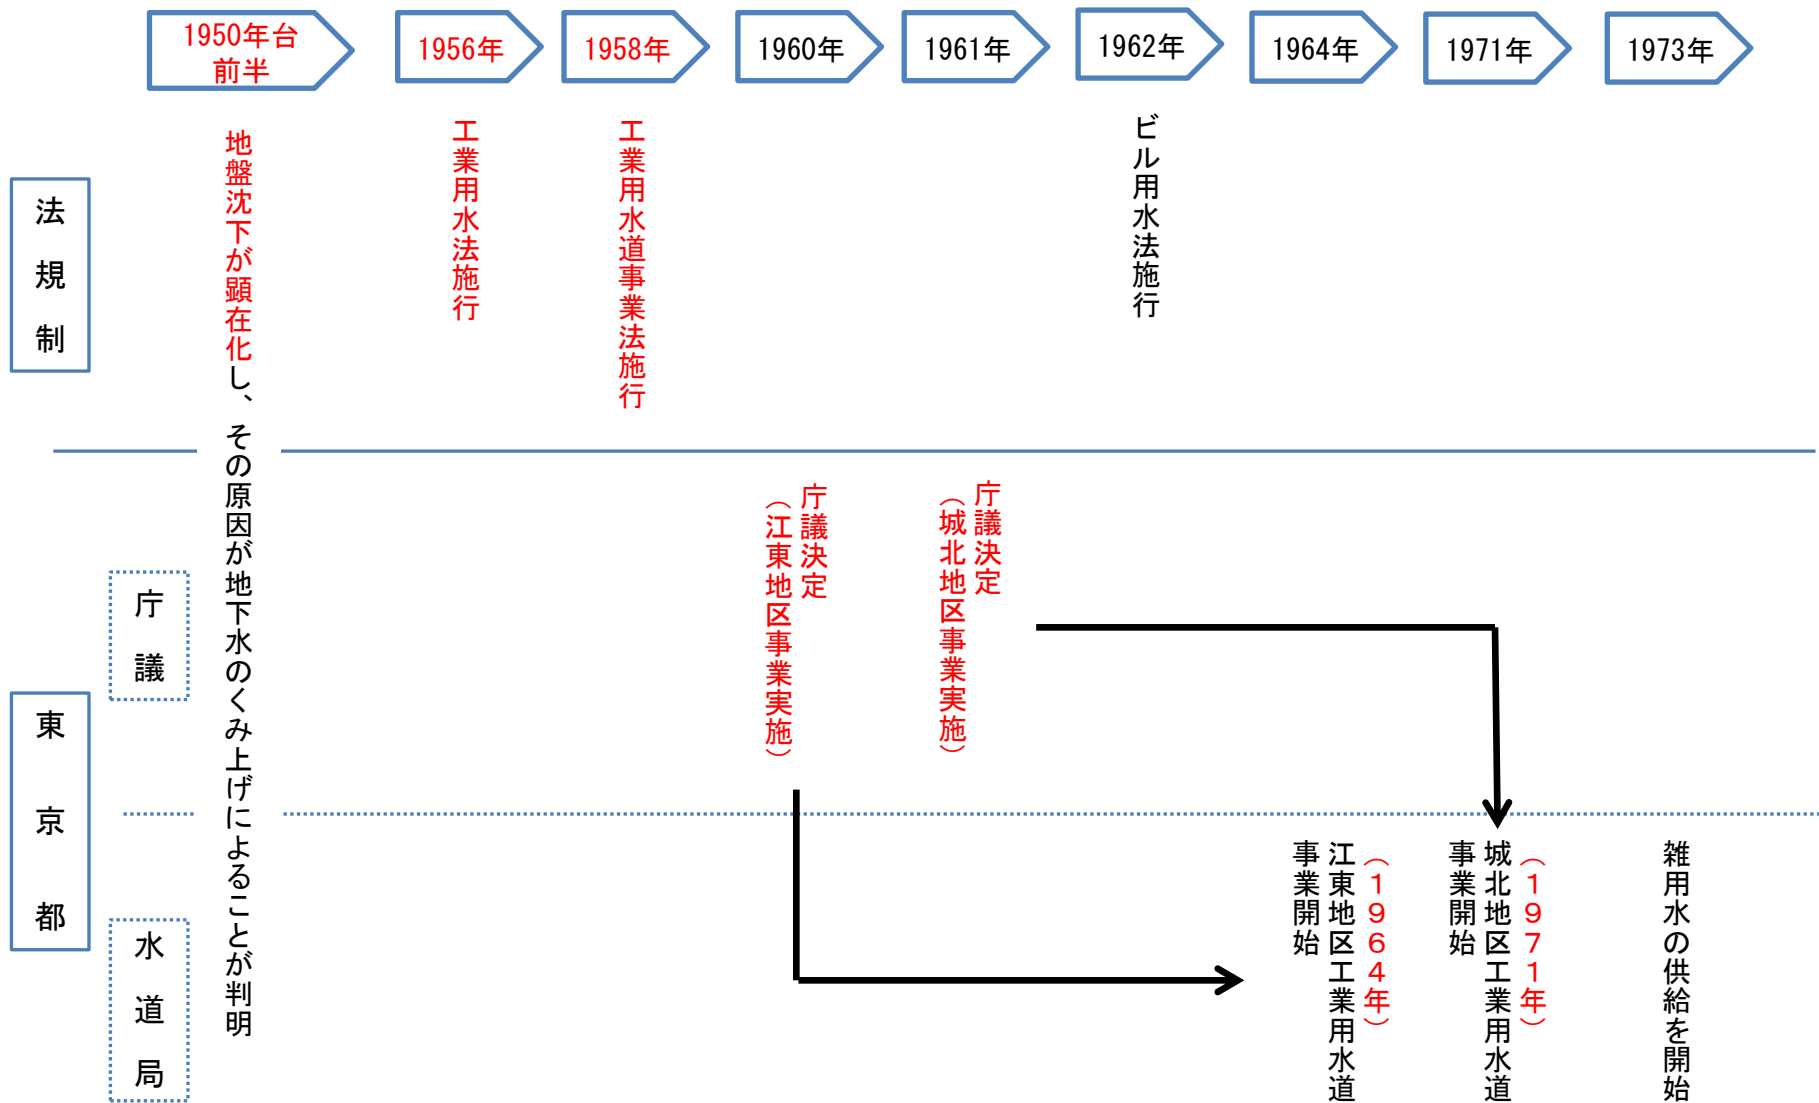 1950年台
前半
1956年
1958年
1960年
1961年
1962年
1964年
1971年
1973年
法規制
地盤沈下が顕在化し、その原因が地下水のくみ上げによることが判明
工業用水法施行
工業用水道事業法施行
ビル用水法施行
東京都
庁議
庁議決定
（江東地区事業実施）
庁議決定
（城北地区事業実施）
水道局
（１９６４年）
江東地区工業用水道
事業開始
（１９７１年）
城北地区工業用水道
事業開始
雑用水の供給を開始